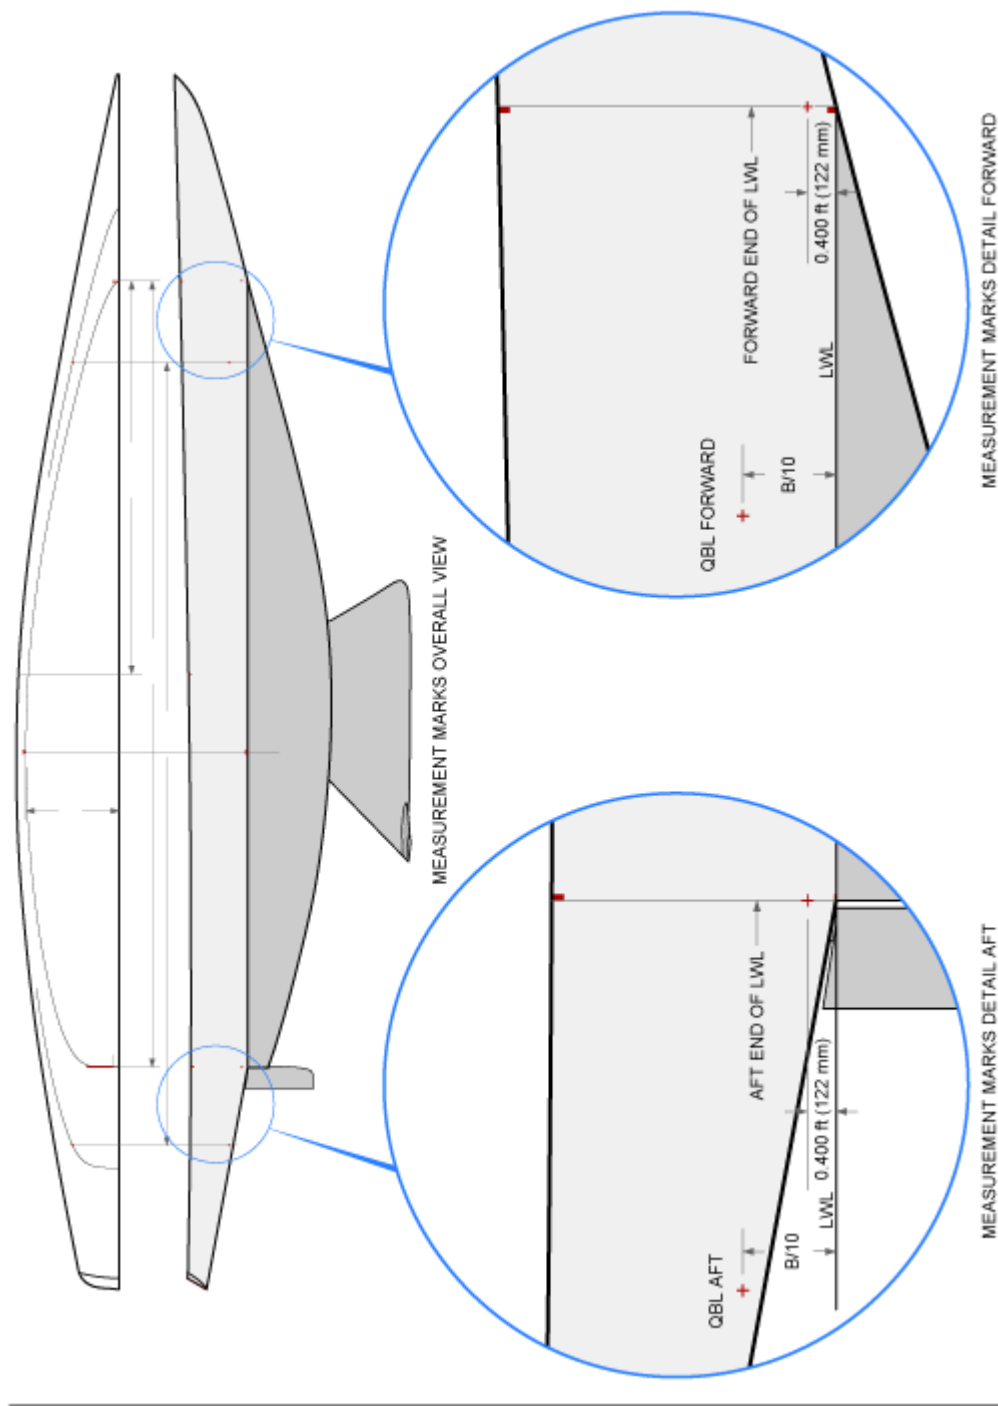 MEASUREMENT MARKS OVERALL VIEW
QBL AFT
B/10
LWL
0.400 ft (122 mm)
AFT END OF LWL
MEASUREMENT MARKS DETAIL AFT
QBL FORWARD
B/10
LWL
FORWARD END OF LWL
0.400 ft (122 mm)
MEASUREMENT MARKS DETAIL FORWARD